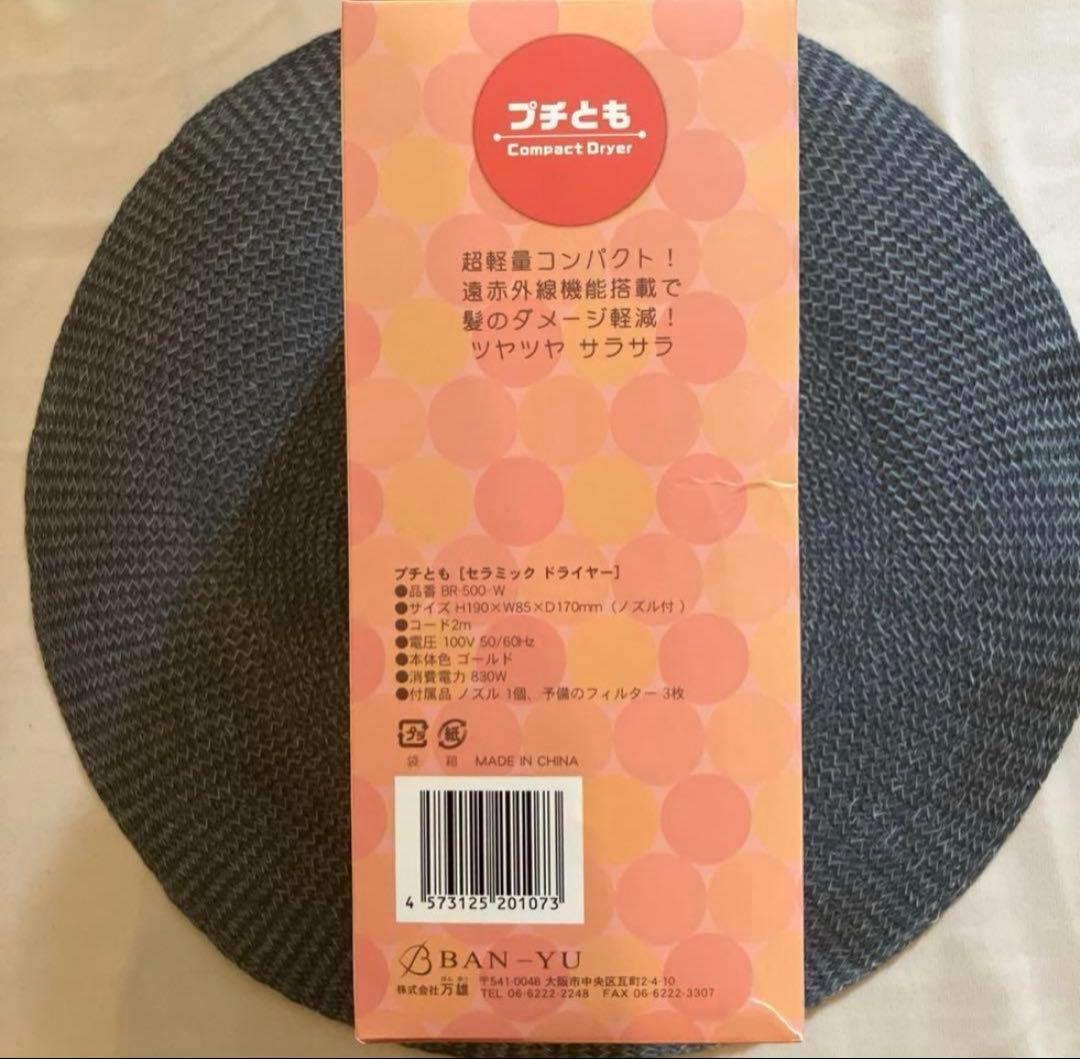 プチとも
Compact Dryer
超軽量コンパクト！
遠赤外線機能搭載で
髪のダメージ軽減！
ツヤツヤ サラサラ
プチとも［セラミック ドライヤー］
●品番 BR-500-W
●サイズ H190×W85×D170mm（ノズル付）
●コード2m
●電圧 100V 50/60Hz
●本体色 ゴールド
●消費電力 830W
●付属品 ノズル 1個、予備のフィルター 3枚
プラ 紙
袋 箱 MADE IN CHINA
4 573125 201073
BAN-YU
ばん ゆう
株式会社 万雄 〒541-0048 大阪市中央区瓦町2-4-10
TEL 06-6222-2248 FAX 06-6222-3307